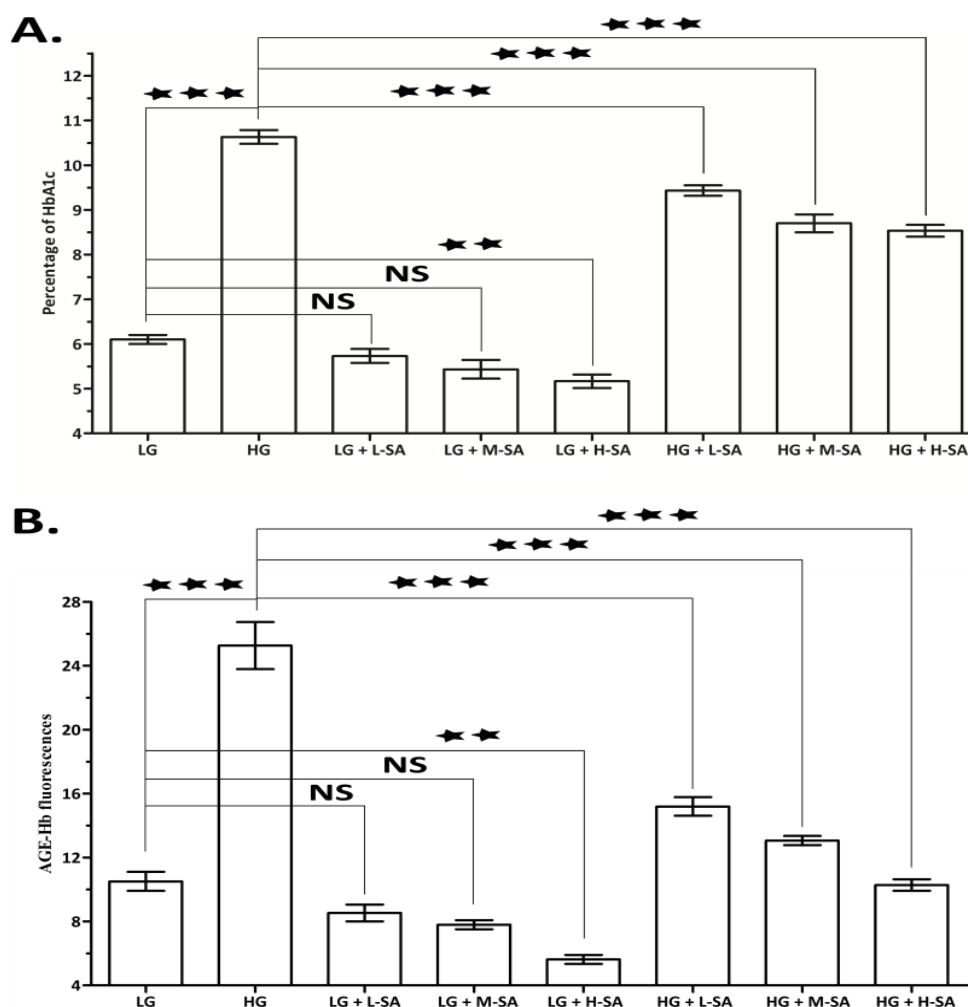 A.
Percentage of HbA1c
12
11
10
9
8
7
6
5
4
NS
NS
LG HG LG + L-SA LG + M-SA LG + H-SA HG + L-SA HG + M-SA HG + H-SA
B.
AGE-Hb fluorescences
28
24
20
16
12
8
4
NS
NS
LG HG LG + L-SA LG + M-SA LG + H-SA HG + L-SA HG + M-SA HG + H-SA